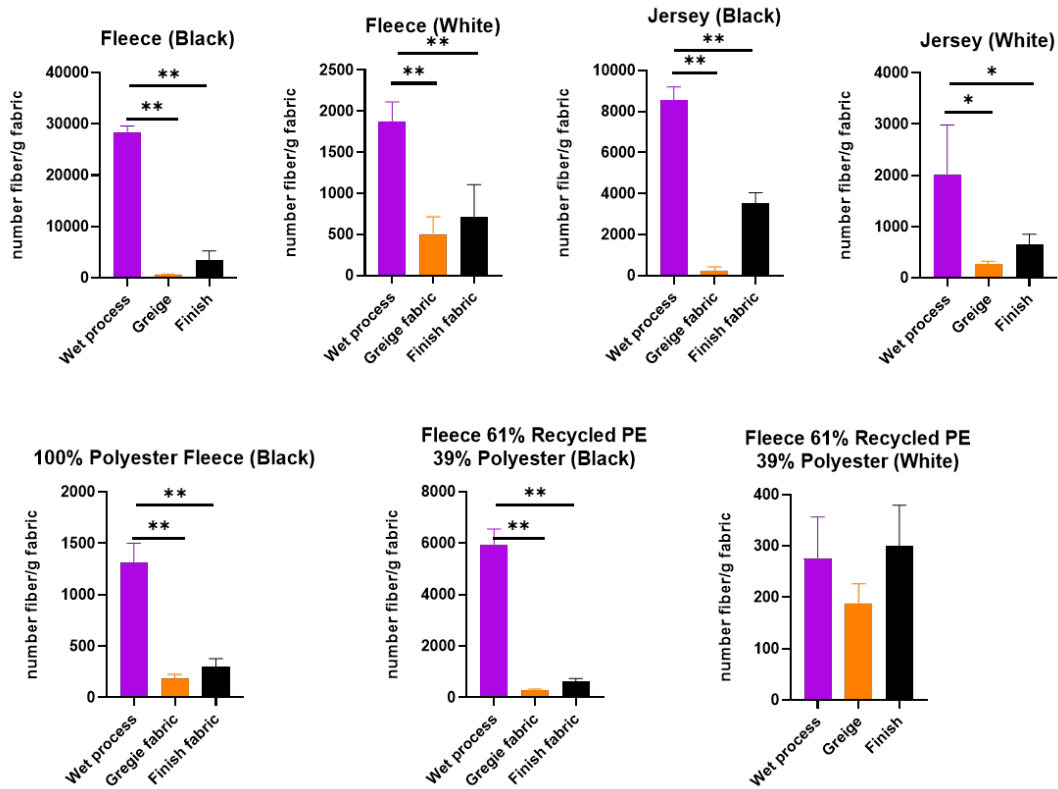 Fleece (Black)
number fiber/g fabric
40000
30000
20000
10000
0
**
**
Wet process
Greige
Finish
Fleece (White)
number fiber/g fabric
2500
2000
1500
1000
500
0
**
**
Wet process
Greige fabric
Finish fabric
Jersey (Black)
number fiber/g fabric
10000
8000
6000
4000
2000
0
**
**
Wet process
Greige fabric
Finish fabric
Jersey (White)
number fiber/g fabric
4000
3000
2000
1000
0
*
*
Wet process
Greige
Finish
100% Polyester Fleece (Black)
number fiber/g fabric
2000
1500
1000
500
0
**
**
Wet process
Gregie fabric
Finish fabric
Fleece 61% Recycled PE
39% Polyester (Black)
number fiber/g fabric
8000
6000
4000
2000
0
**
**
Wet process
Greige fabric
Finish fabric
Fleece 61% Recycled PE
39% Polyester (White)
number fiber/g fabric
400
300
200
100
0
Wet process
Greige
Finish